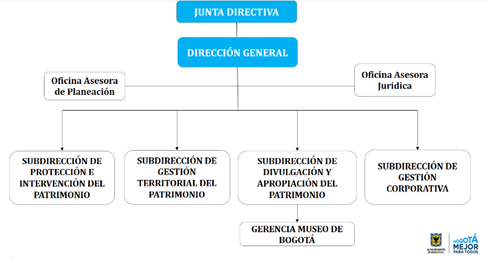 JUNTA DIRECTIVA
DIRECCIÓN GENERAL
Oficina Asesora
de Planeación
Oficina Asesora
Jurídica
SUBDIRECCIÓN DE
PROTECCIÓN E
INTERVENCIÓN DEL
PATRIMONIO
SUBDIRECCIÓN DE
GESTIÓN
TERRITORIAL DEL
PATRIMONIO
SUBDIRECCIÓN DE
DIVULGACIÓN Y
APROPIACIÓN DEL
PATRIMONIO
SUBDIRECCIÓN DE
GESTIÓN
CORPORATIVA
GERENCIA MUSEO DE
BOGOTÁ
BOGOTÁ
MEJOR
PARA TODOS